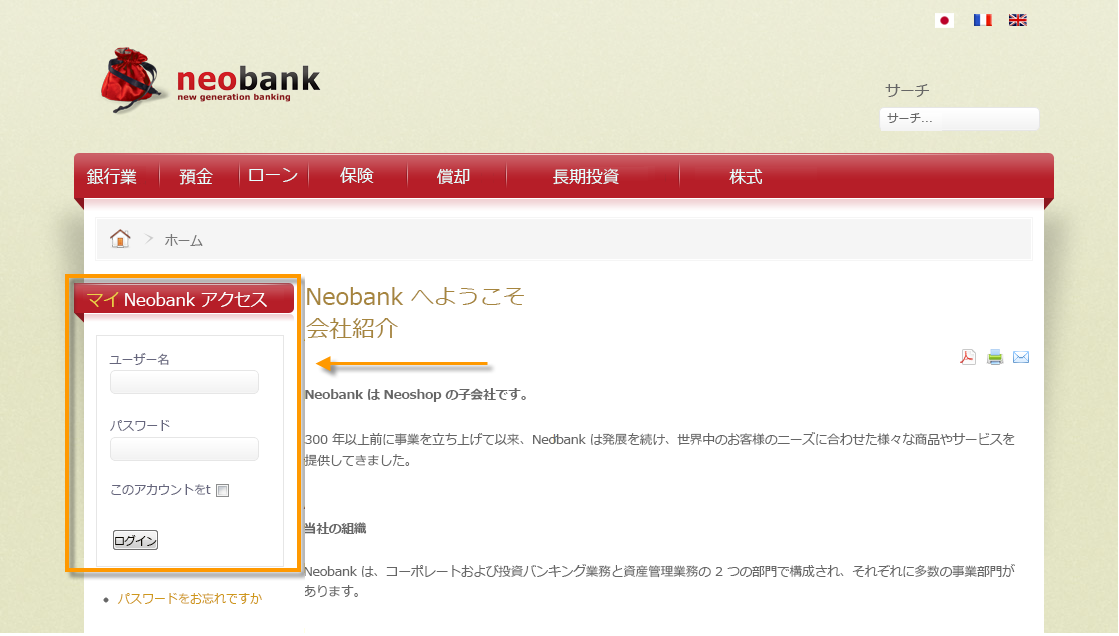 neobank
new generation banking
サーチ
サーチ...
銀行業 預金 ローン 保険 償却 長期投資 株式
ホーム
マイ Neobank アクセス
ユーザー名
パスワード
このアカウントをt
ログイン
パスワードをお忘れですか
Neobank へようこそ
会社紹介
Neobank は Neoshop の子会社です。
300 年以上前に事業を立ち上げて以来、Nedbank は発展を続け、世界中のお客様のニーズに合わせた様々な商品やサービスを
提供してきました。
当社の組織
Neobank は、コーポレートおよび投資バンキング業務と資産管理業務の 2 つの部門で構成され、それぞれに多数の事業部門が
あります。